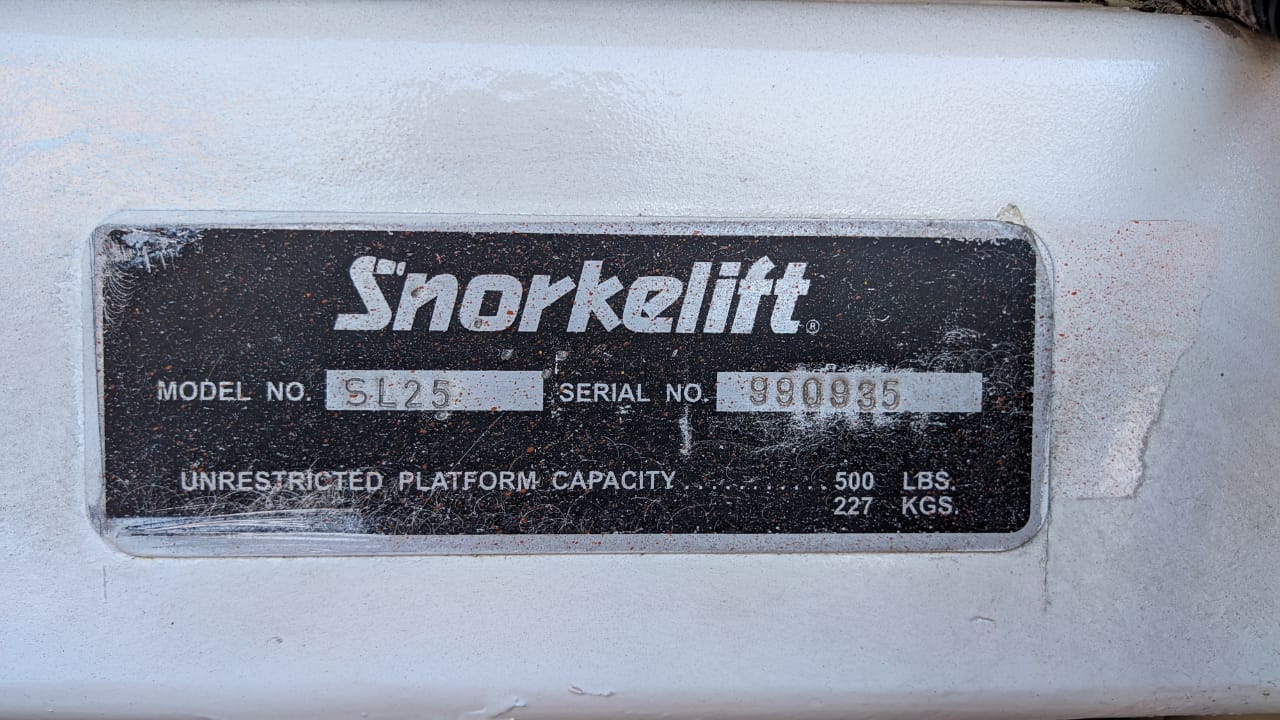 Snorkelift®
MODEL NO. SL25 SERIAL NO. 990935
UNRESTRICTED PLATFORM CAPACITY.............. 500 LBS.
227 KGS.